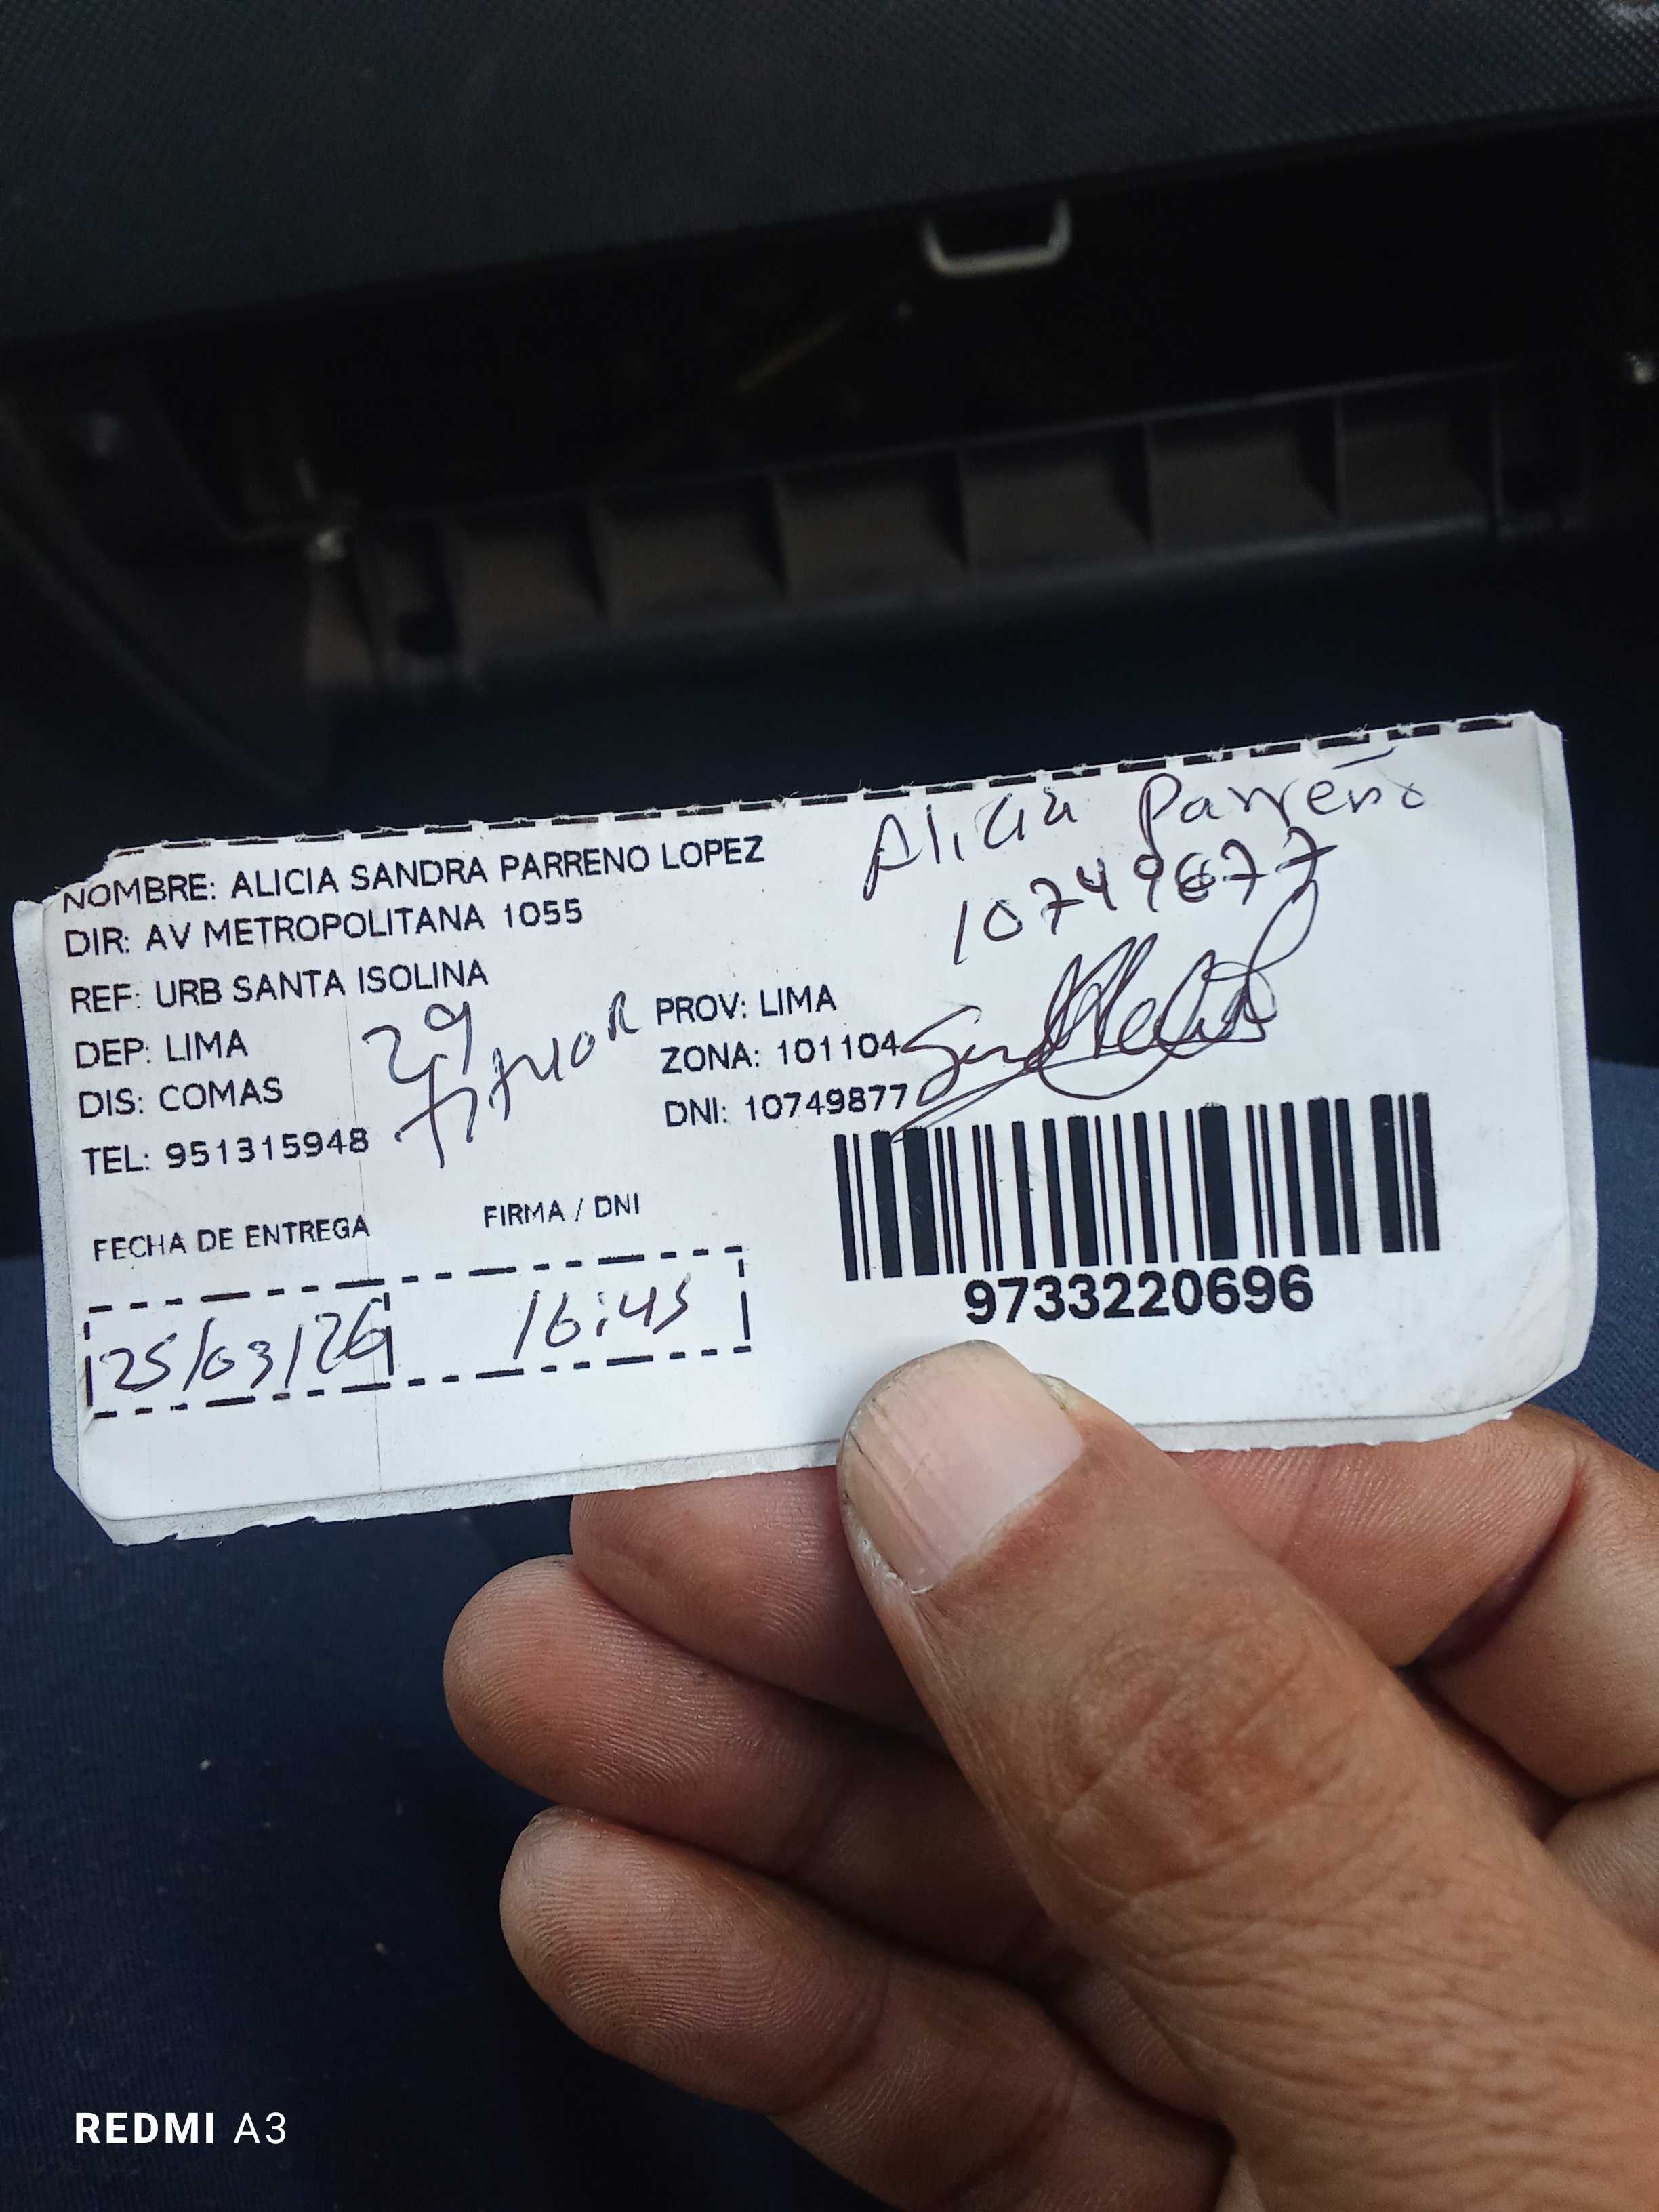 NOMBRE: ALICIA SANDRA PARRENO LOPEZ
DIR: AV METROPOLITANA 1055
REF: URB SANTA ISOLINA
DEP: LIMA
PROV: LIMA
DIS: COMAS
ZONA: 101104
TEL: 951315948
DNI: 10749877
29
Titular
Alicia Parreño
10749877
FECHA DE ENTREGA
FIRMA / DNI
25/03/26
16:45
9733220696
REDMI A3